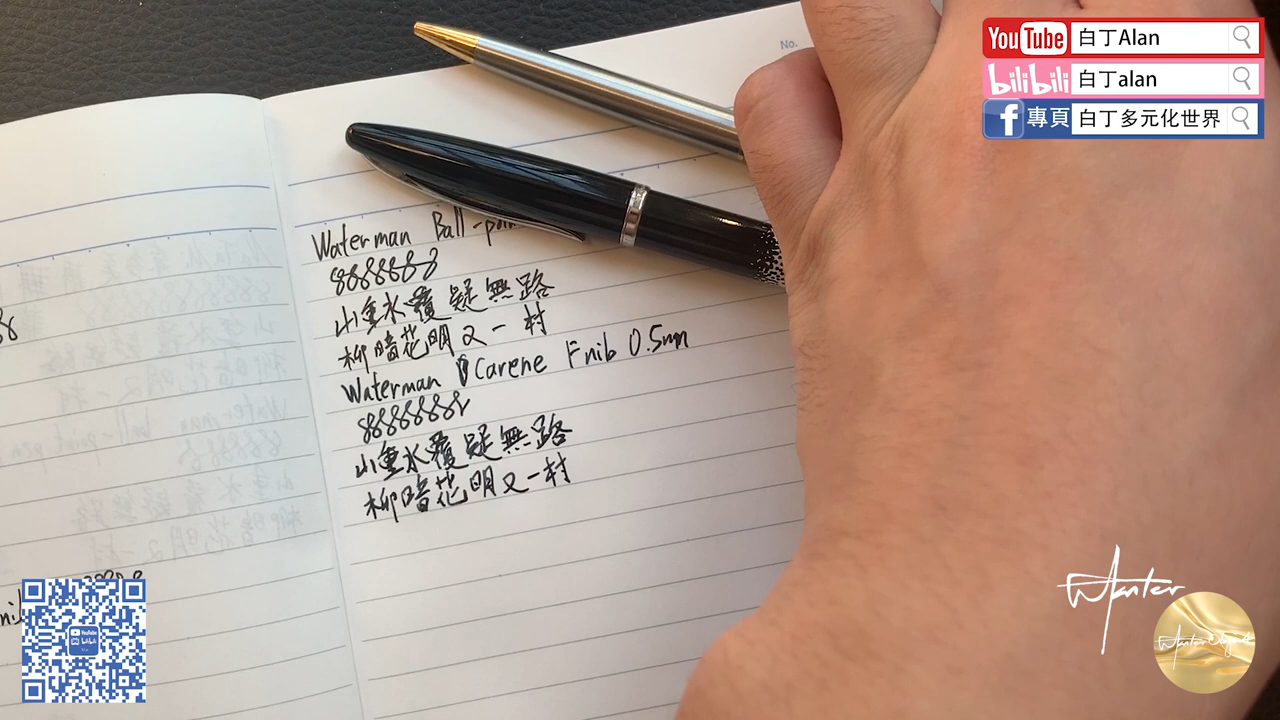 YouTube 白丁Alan
bilibili 白丁alan
f 專頁 白丁多元化世界
No.
Waterman Ball-poin
8888888
山重水覆疑無路
柳暗花明又一村
Waterman Carene F nib 0.5mm
88888888
山重水覆疑無路
柳暗花明又一村